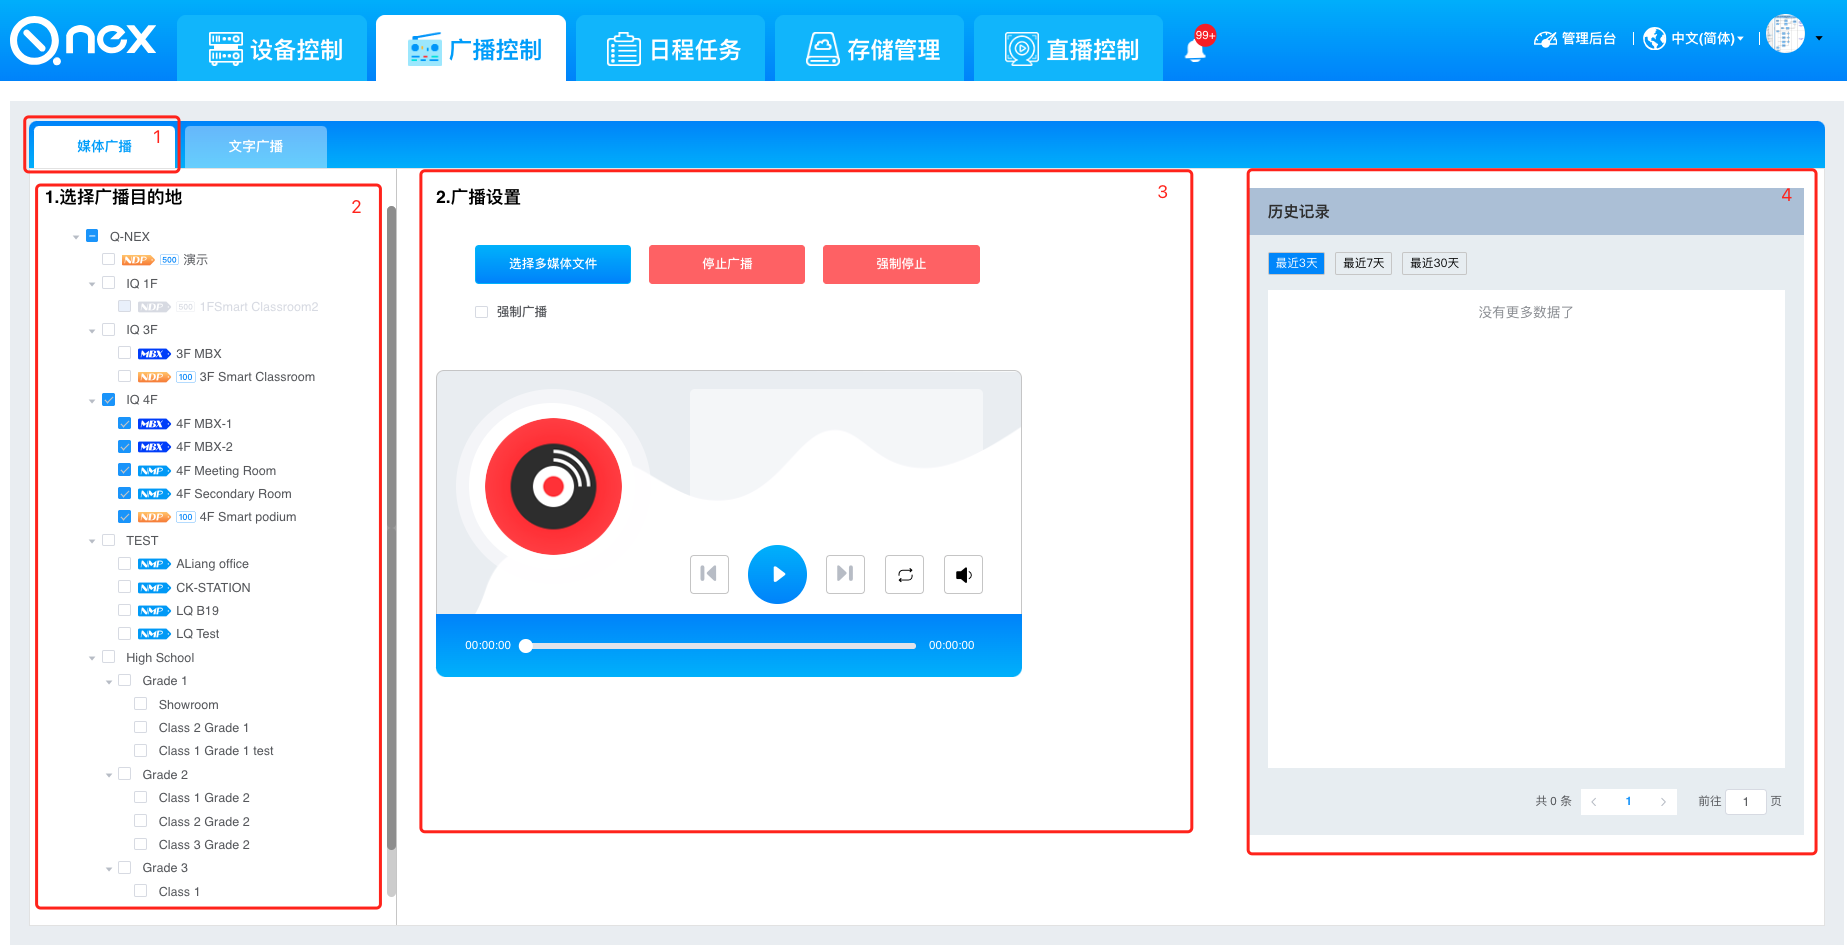 Qnex
设备控制
广播控制
日程任务
存储管理
直播控制
99+
管理后台
中文(简体)
媒体广播
1
文字广播
1.选择广播目的地
2
Q-NEX
NDP 500 演示
IQ 1F
NDP 500 1FSmart Classroom2
IQ 3F
MBX 3F MBX
NDP 100 3F Smart Classroom
IQ 4F
MBX 4F MBX-1
MBX 4F MBX-2
NMP 4F Meeting Room
NMP 4F Secondary Room
NDP 100 4F Smart podium
TEST
NMP ALiang office
NMP CK-STATION
NMP LQ B19
NMP LQ Test
High School
Grade 1
Showroom
Class 2 Grade 1
Class 1 Grade 1 test
Grade 2
Class 1 Grade 2
Class 2 Grade 2
Class 3 Grade 2
Grade 3
Class 1
2.广播设置
3
选择多媒体文件
停止广播
强制停止
强制广播
00:00:00
00:00:00
4
历史记录
最近3天
最近7天
最近30天
没有更多数据了
共 0 条
1
前往 1 页